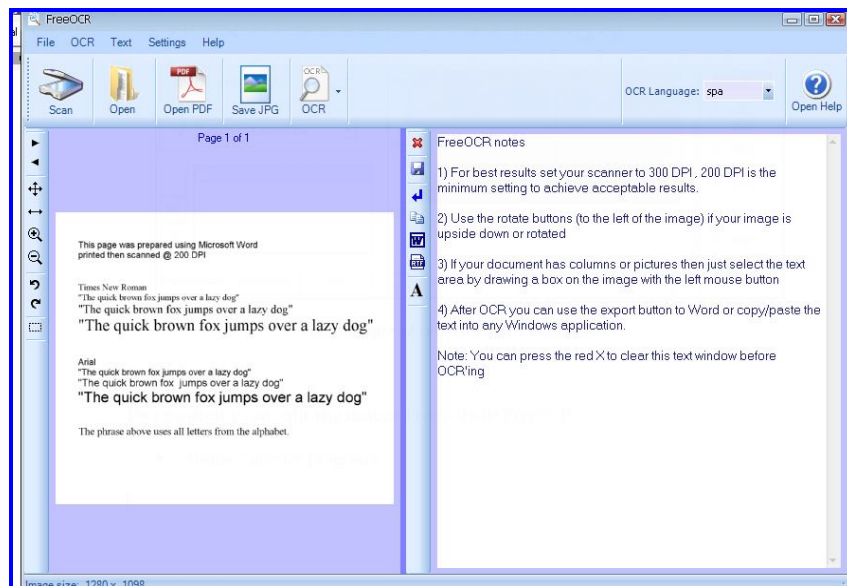 FreeOCR
File OCR Text Settings Help
Scan Open Open PDF Save JPG OCR OCR Language: spa Open Help
Page 1 of 1
This page was prepared using Microsoft Word
printed then scanned @ 200 DPI
Times New Roman
"The quick brown fox jumps over a lazy dog"
"The quick brown fox jumps over a lazy dog"
"The quick brown fox jumps over a lazy dog"
Arial
"The quick brown fox jumps over a lazy dog"
"The quick brown fox  jumps over a lazy dog"
"The quick brown fox jumps over a lazy dog"
The phrase above uses all letters from the alphabet.
FreeOCR notes
1) For best results set your scanner to 300 DPI , 200 DPI is the
minimum setting to achieve acceptable results.
2) Use the rotate buttons (to the left of the image) if your image is
upside down or rotated
3) If your document has columns or pictures then just select the text
area by drawing a box on the image with the left mouse button
4) After OCR you can use the export button to Word or copy/paste the
text into any Windows application.
Note: You can press the red X to clear this text window before
OCR'ing
Image size: 1280 x 1098